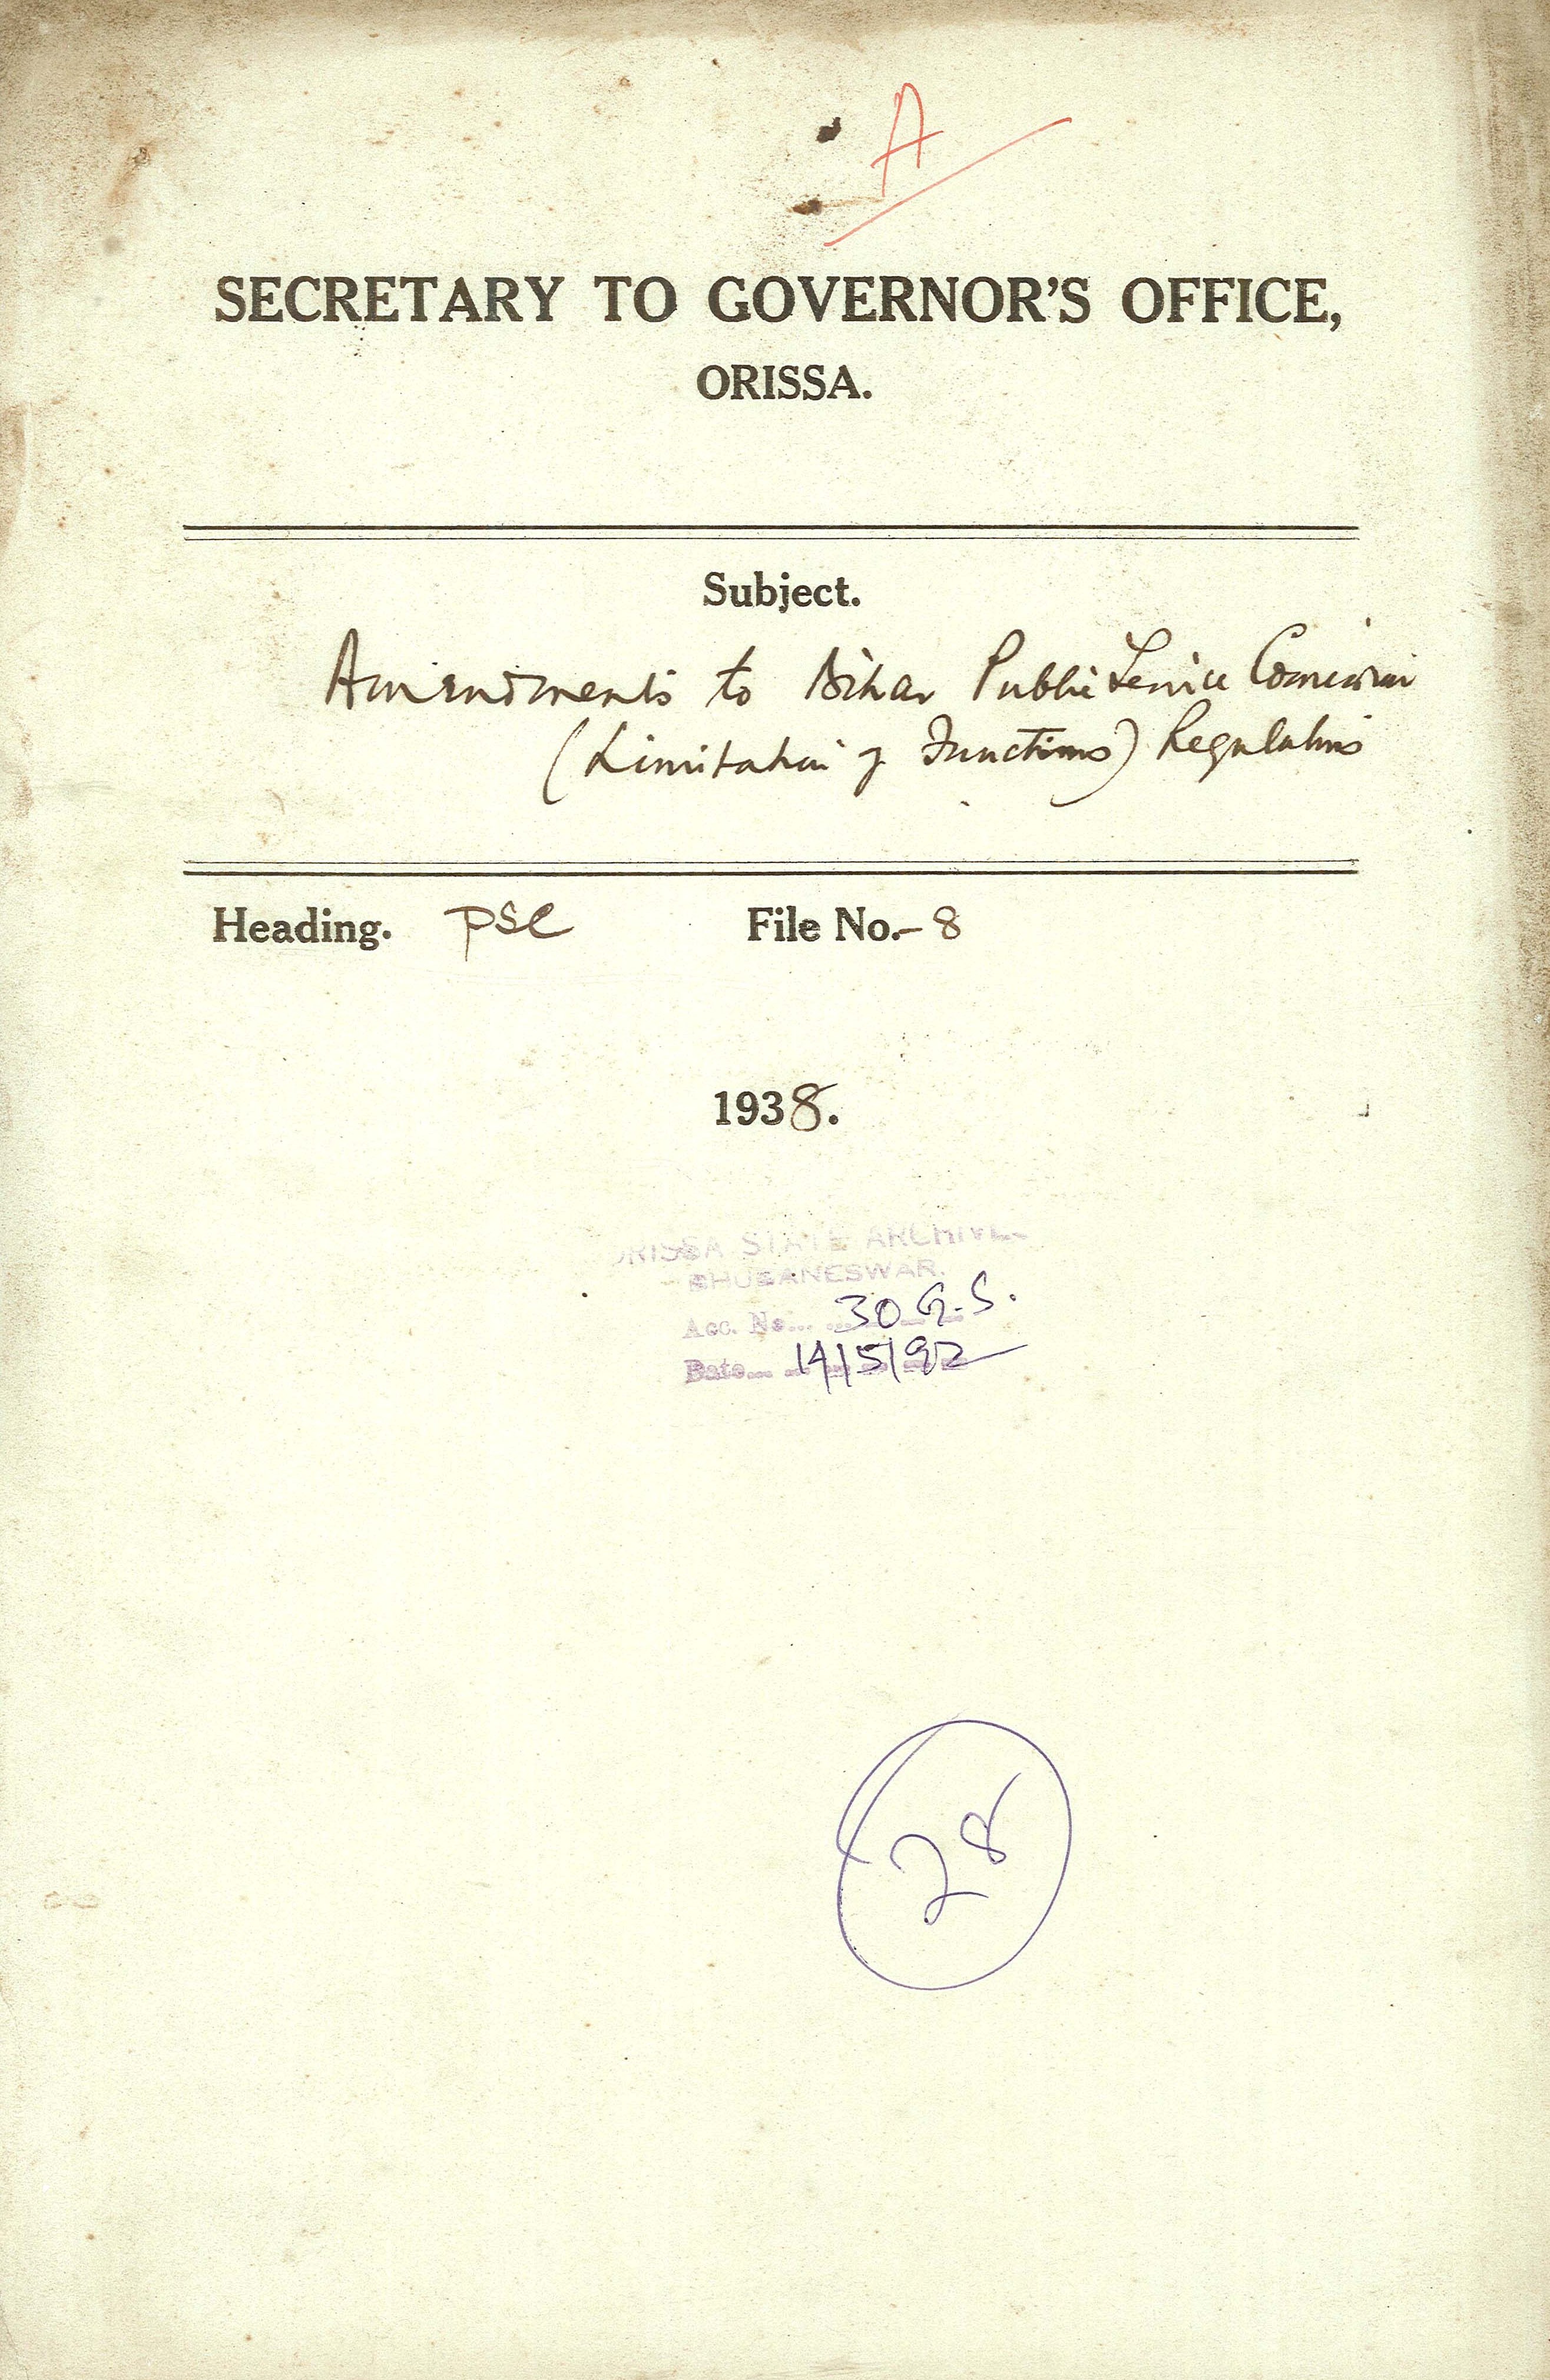 A
SECRETARY TO GOVERNOR'S OFFICE,
ORISSA.
Subject.
Amendments to Bihar Public Service Commission
(Limitation of Functions) Regulations
Heading. PSC File No.- 8
1938.
ORISSA STATE ARCHIVES
BHUBANESWAR.
Acc. No... 30 G.S.
Date... 14/5/92
28